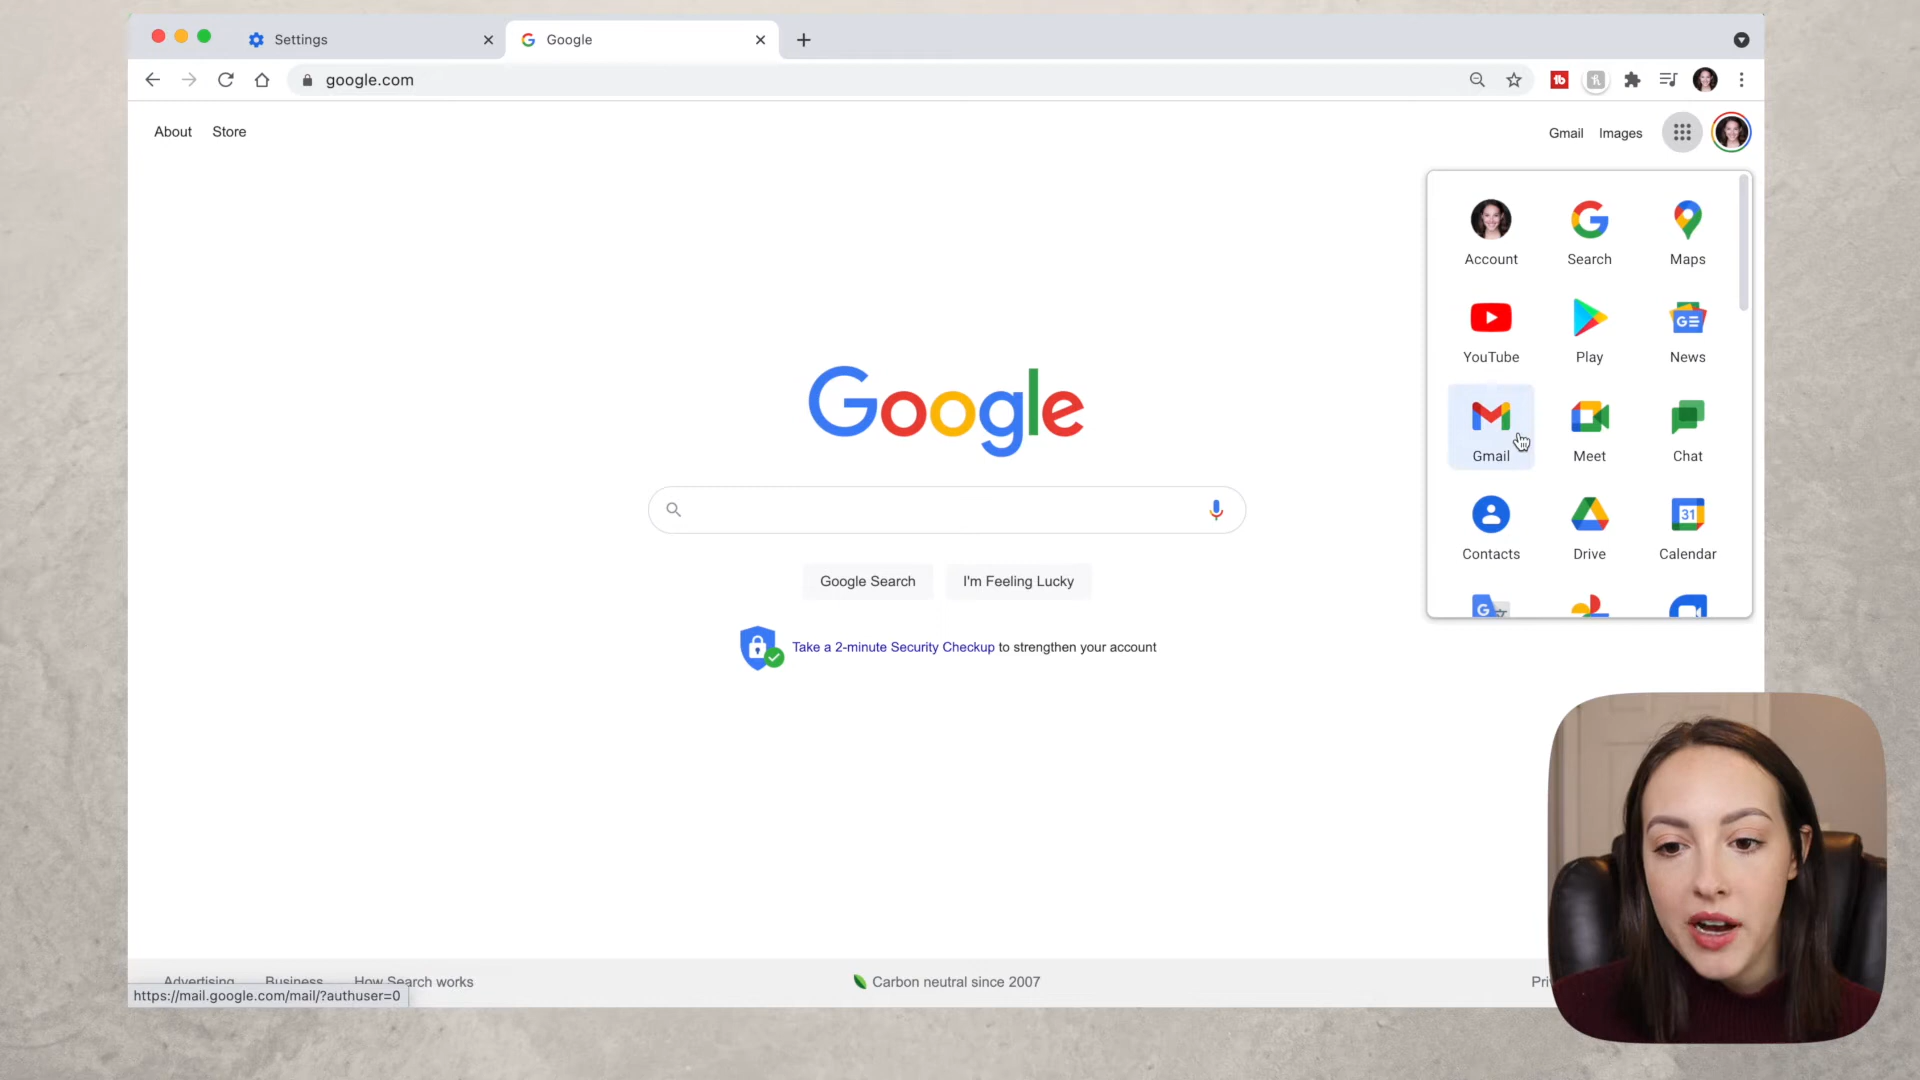 Settings
Google
google.com
About Store
Gmail Images
Account Search Maps
YouTube Play News
Gmail Meet Chat
Contacts Drive Calendar
Google
Google Search I'm Feeling Lucky
Take a 2-minute Security Checkup to strengthen your account
Advertising Business How Search works
Carbon neutral since 2007
https://mail.google.com/mail/?authuser=0